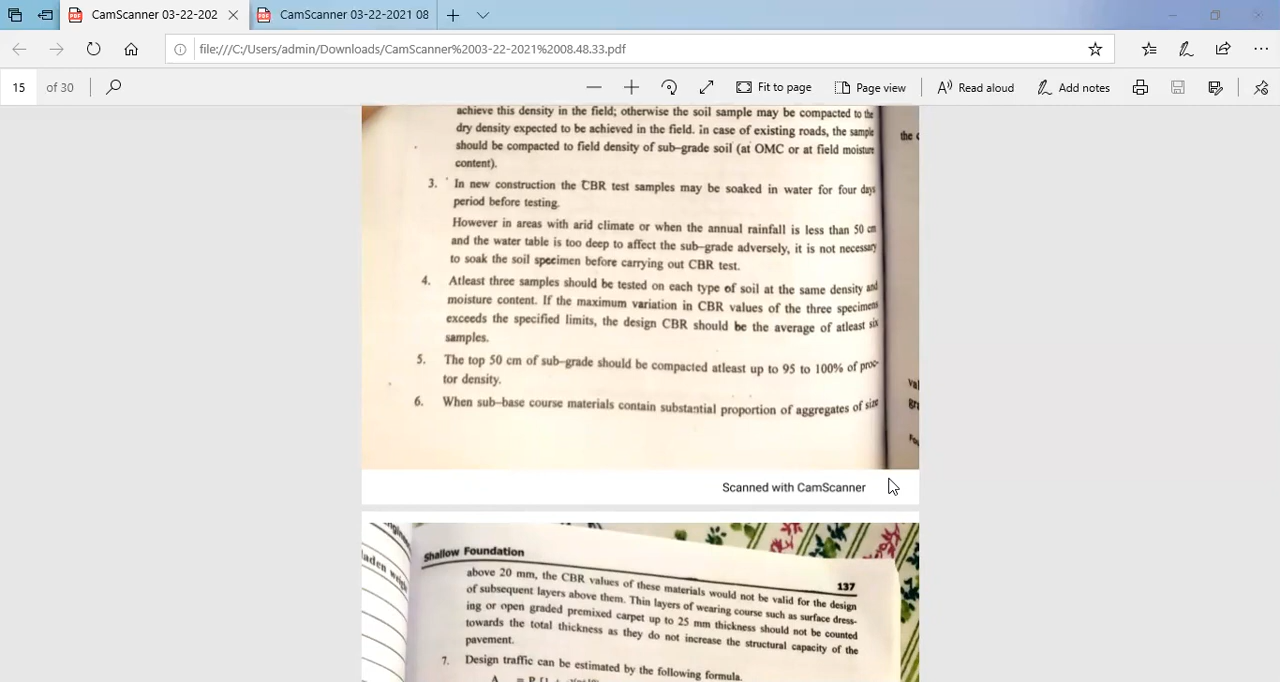 CamScanner 03-22-202
CamScanner 03-22-2021 08
file:///C:/Users/admin/Downloads/CamScanner%2003-22-2021%2008.48.33.pdf
15 of 30
Fit to page
Page view
Read aloud
Add notes
achieve this density in the field; otherwise the soil sample may be compacted to the
dry density expected to be achieved in the field. in case of existing roads, the sample
should be compacted to field density of sub-grade soil (at OMC or at field moisture
content).
3. In new construction the CBR test samples may be soaked in water for four days
period before testing.
However in areas with arid climate or when the annual rainfall is less than 50 cm
and the water table is too deep to affect the sub-grade adversely, it is not necessary
to soak the soil specimen before carrying out CBR test.
4. Atleast three samples should be tested on each type of soil at the same density and
moisture content. If the maximum variation in CBR values of the three specimens
exceeds the specified limits, the design CBR should be the average of atleast six
samples.
5. The top 50 cm of sub-grade should be compacted atleast up to 95 to 100% of proc-
tor density.
6. When sub-base course materials contain substantial proportion of aggregates of size
Scanned with CamScanner
Shallow Foundation
137
above 20 mm, the CBR values of these materials would not be valid for the design
of subsequent layers above them. Thin layers of wearing course such as surface dress-
ing or open graded premixed carpet up to 25 mm thickness should not be counted
towards the total thickness as they do not increase the structural capacity of the
pavement.
7. Design traffic can be estimated by the following formula.